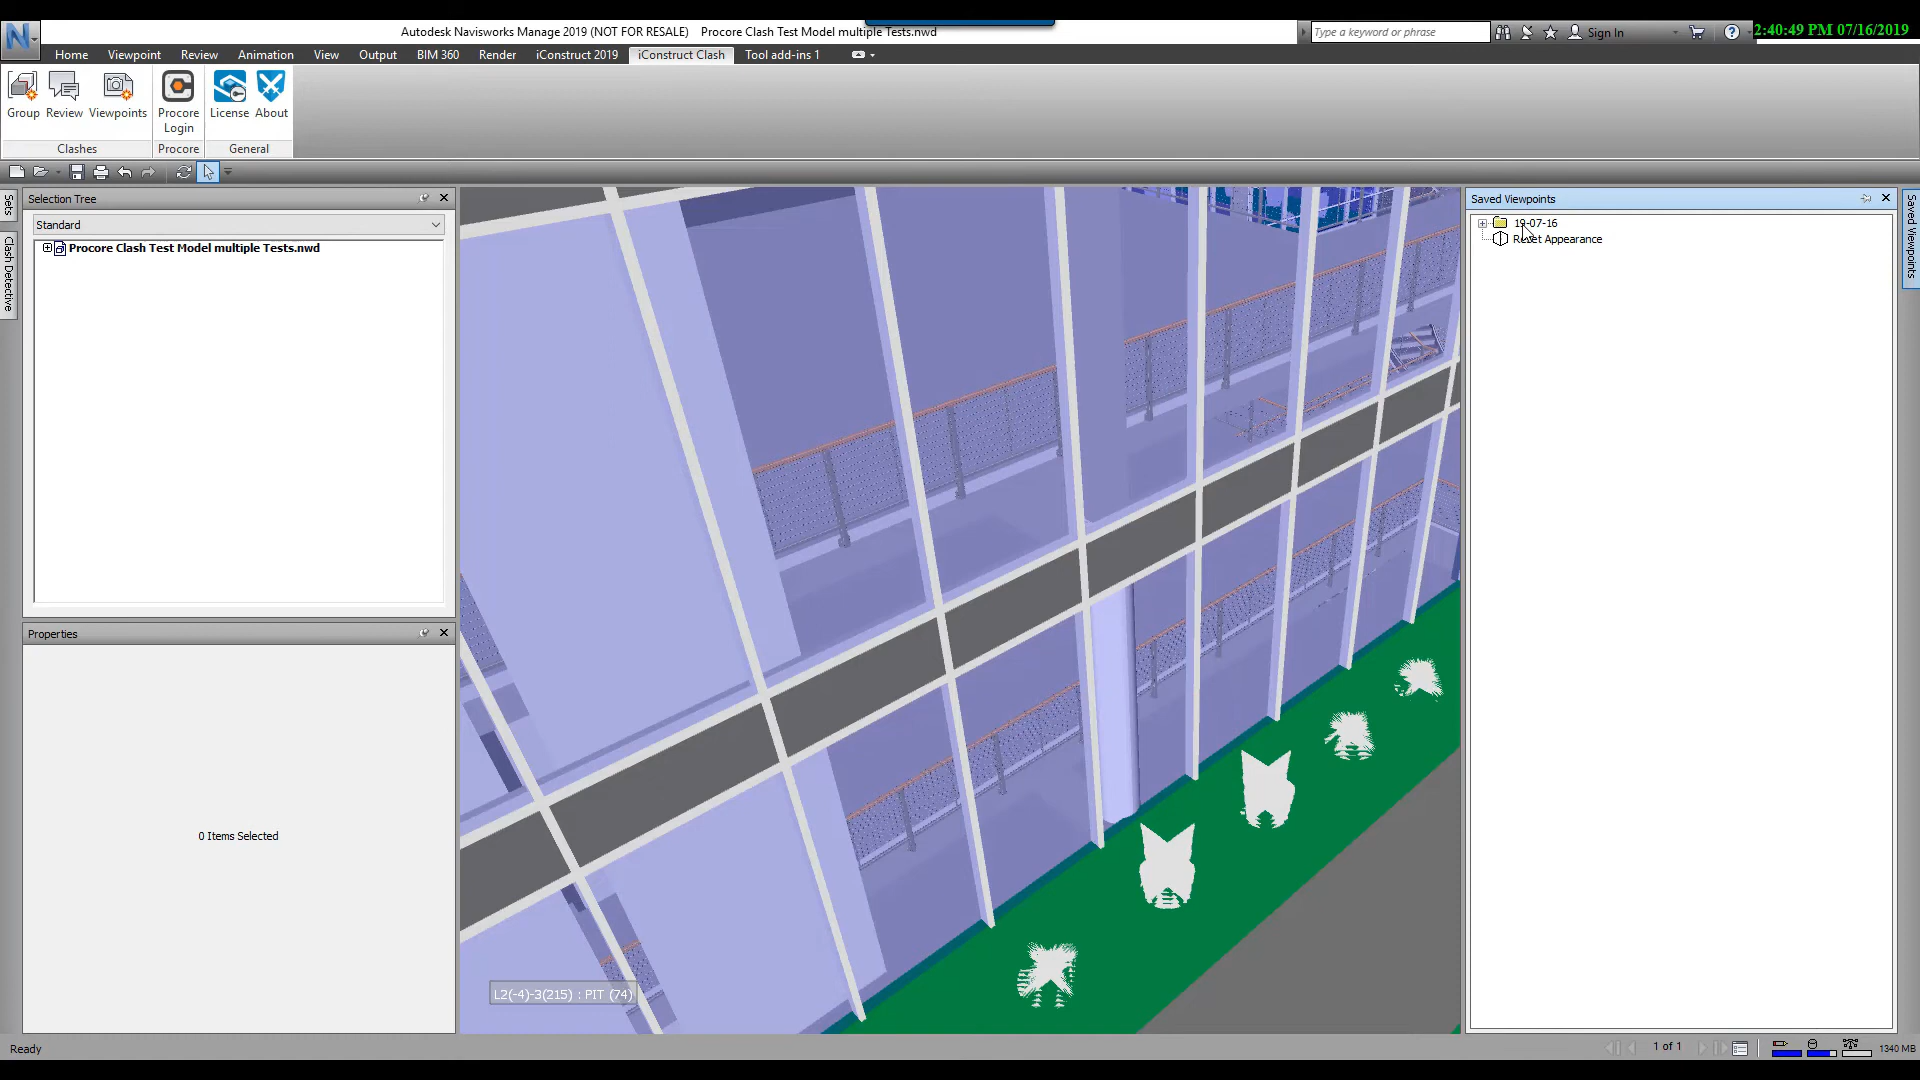 Autodesk Navisworks Manage 2019 (NOT FOR RESALE)    Procore Clash Test Model multiple Tests.nwd
Type a keyword or phrase
Sign In
2:40:49 PM 07/16/2019
Home
Viewpoint
Review
Animation
View
Output
BIM 360
Render
iConstruct 2019
iConstruct Clash
Tool add-ins 1
Group
Review
Viewpoints
Procore Login
License
About
Clashes
Procore
General
Sets
Clash Detective
Selection Tree
Standard
Procore Clash Test Model multiple Tests.nwd
Properties
0 Items Selected
L2(-4)-3(215) : PIT (74)
Saved Viewpoints
19-07-16
Reset Appearance
Saved Viewpoints
Ready
1 of 1
1340 MB